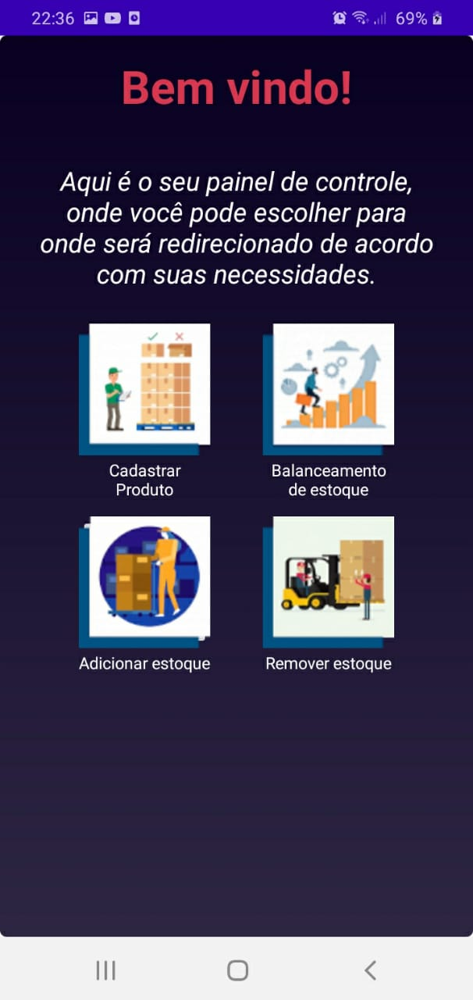 22:36
69%
Bem vindo!
Aqui é o seu painel de controle,
onde você pode escolher para
onde será redirecionado de acordo
com suas necessidades.
Cadastrar
Produto
Balanceamento
de estoque
Adicionar estoque
Remover estoque